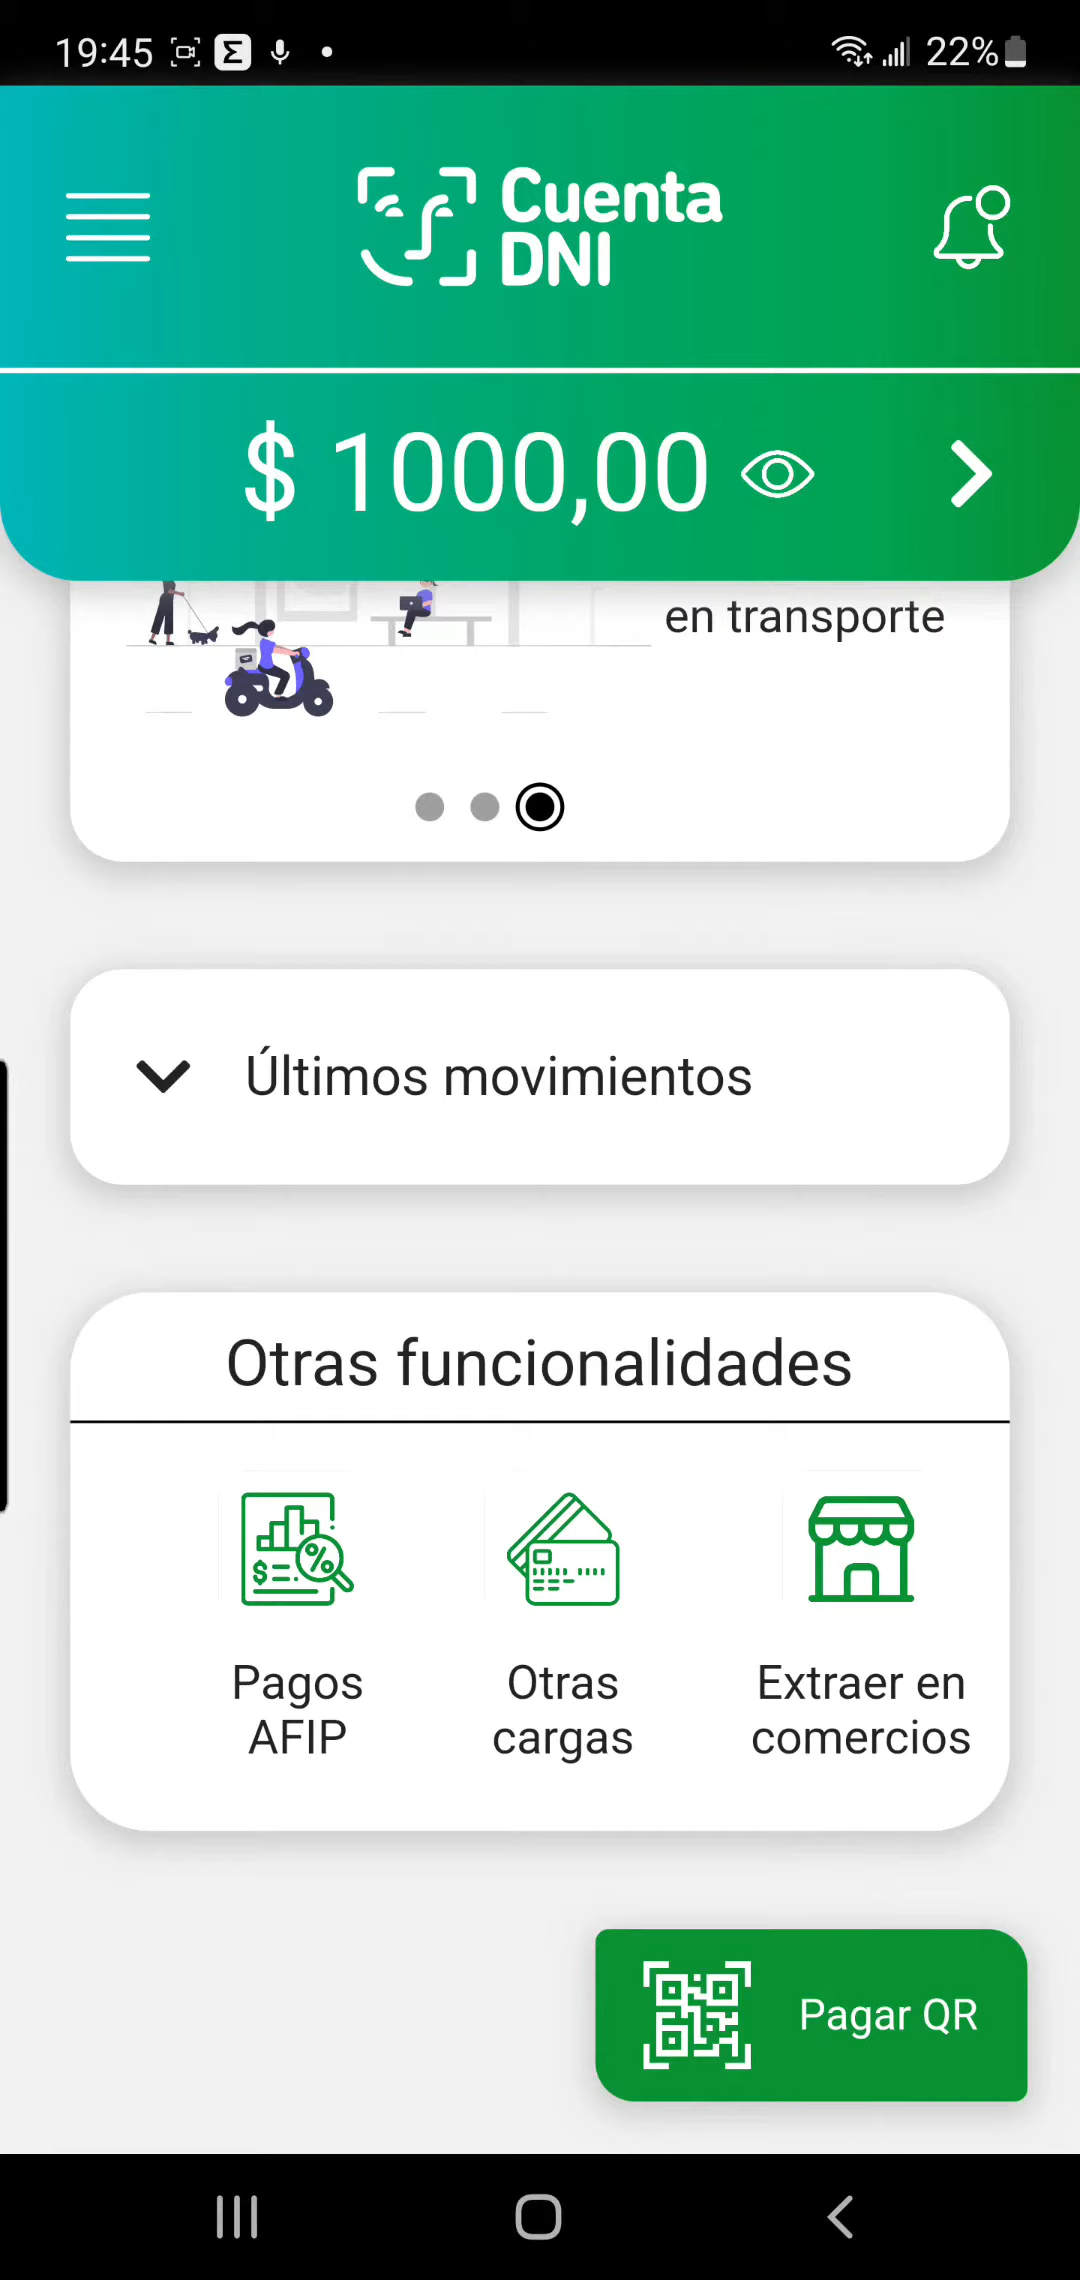 19:45
22%
Cuenta
DNI
$ 1000,00
en transporte
Últimos movimientos
Otras funcionalidades
Pagos
AFIP
Otras
cargas
Extraer en
comercios
Pagar QR